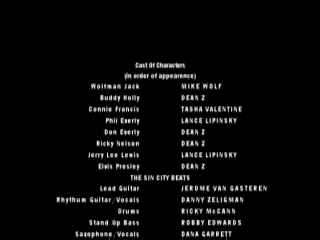 Cast Of Characters
(in order of appearence)
Wolfman Jack MIKE WOLF
Buddy Holly DEAN Z
Connie Francis TASHA VALENTINE
Phil Everly LANCE LIPINSKY
Don Everly DEAN Z
Ricky Nelson DEAN Z
Jerry Lee Lewis LANCE LIPINSKY
Elvis Presley DEAN Z
THE SIN CITY BEATS
Lead Guitar JEROME VAN GASTEREN
Rhythm Guitar/Vocals DANNY ZELIGMAN
Drums RICKY McCANN
Stand Up Bass ROBBY EDWARDS
Saxophone/Vocals DANA GARRETT